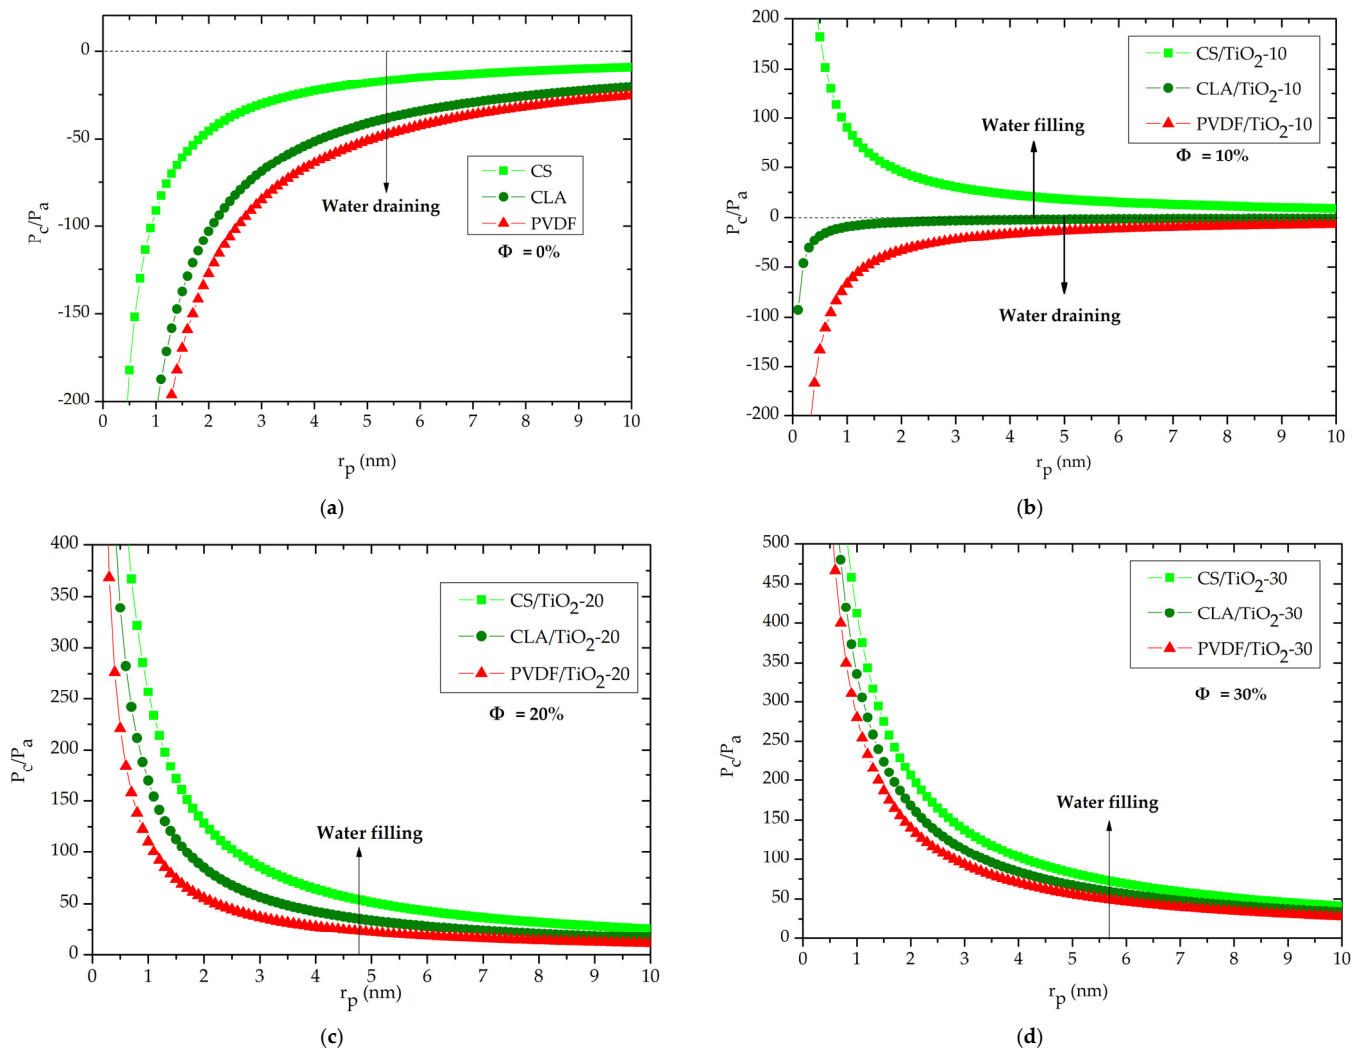 0
-50
-100
-150
-200
P_c/P_a
0 1 2 3 4 5 6 7 8 9 10
r_p (nm)
Water draining
CS
CLA
PVDF
Φ = 0%
(a)
200
150
100
50
0
-50
-100
-150
-200
P_c/P_a
0 1 2 3 4 5 6 7 8 9 10
r_p (nm)
CS/TiO₂-10
CLA/TiO₂-10
PVDF/TiO₂-10
Φ = 10%
Water filling
Water draining
(b)
400
350
300
250
200
150
100
50
0
P_c/P_a
0 1 2 3 4 5 6 7 8 9 10
r_p (nm)
CS/TiO₂-20
CLA/TiO₂-20
PVDF/TiO₂-20
Φ = 20%
Water filling
(c)
500
450
400
350
300
250
200
150
100
50
0
P_c/P_a
0 1 2 3 4 5 6 7 8 9 10
r_p (nm)
CS/TiO₂-30
CLA/TiO₂-30
PVDF/TiO₂-30
Φ = 30%
Water filling
(d)